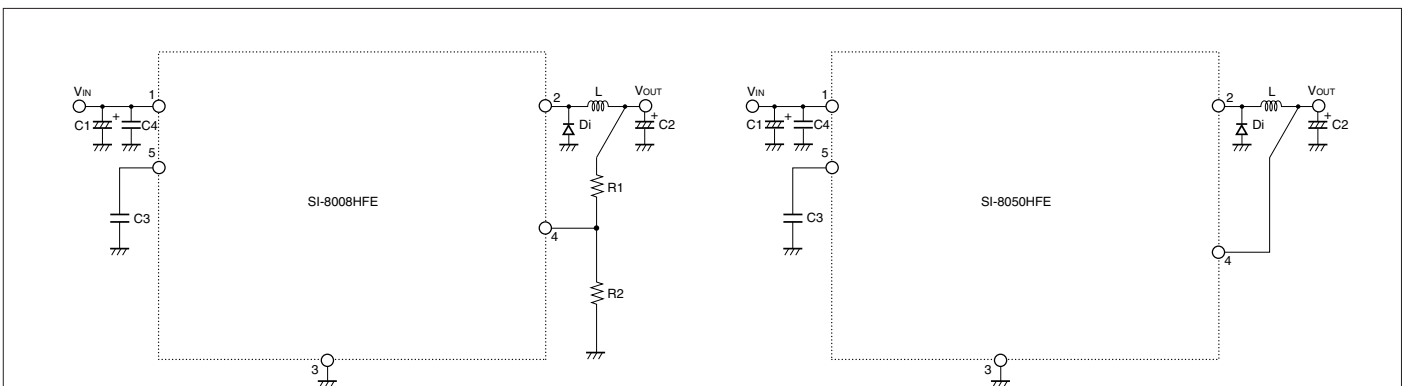 VIN
1
+
C1
C4
5
C3
SI-8008HFE
2
L
VOUT
+
Di
C2
R1
4
R2
3
VIN
1
+
C1
C4
5
C3
SI-8050HFE
2
L
VOUT
+
Di
C2
4
3